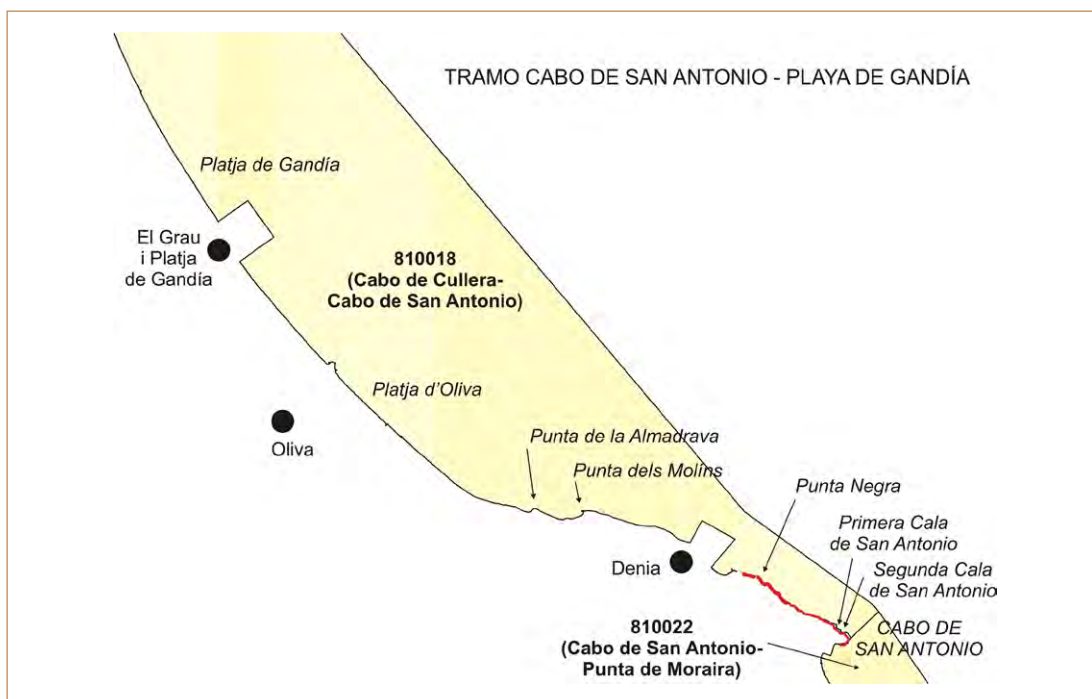 TRAMO CABO DE SAN ANTONIO - PLAYA DE GANDÍA
Platja de Gandía
El Grau
i Platja
de Gandía
810018
(Cabo de Cullera-
Cabo de San Antonio)
Platja d'Oliva
Oliva
Punta de la Almadrava
Punta dels Molíns
Punta Negra
Primera Cala
de San Antonio
Segunda Cala
de San Antonio
Denia
810022
(Cabo de San Antonio-
Punta de Moraira)
CABO DE
SAN ANTONIO